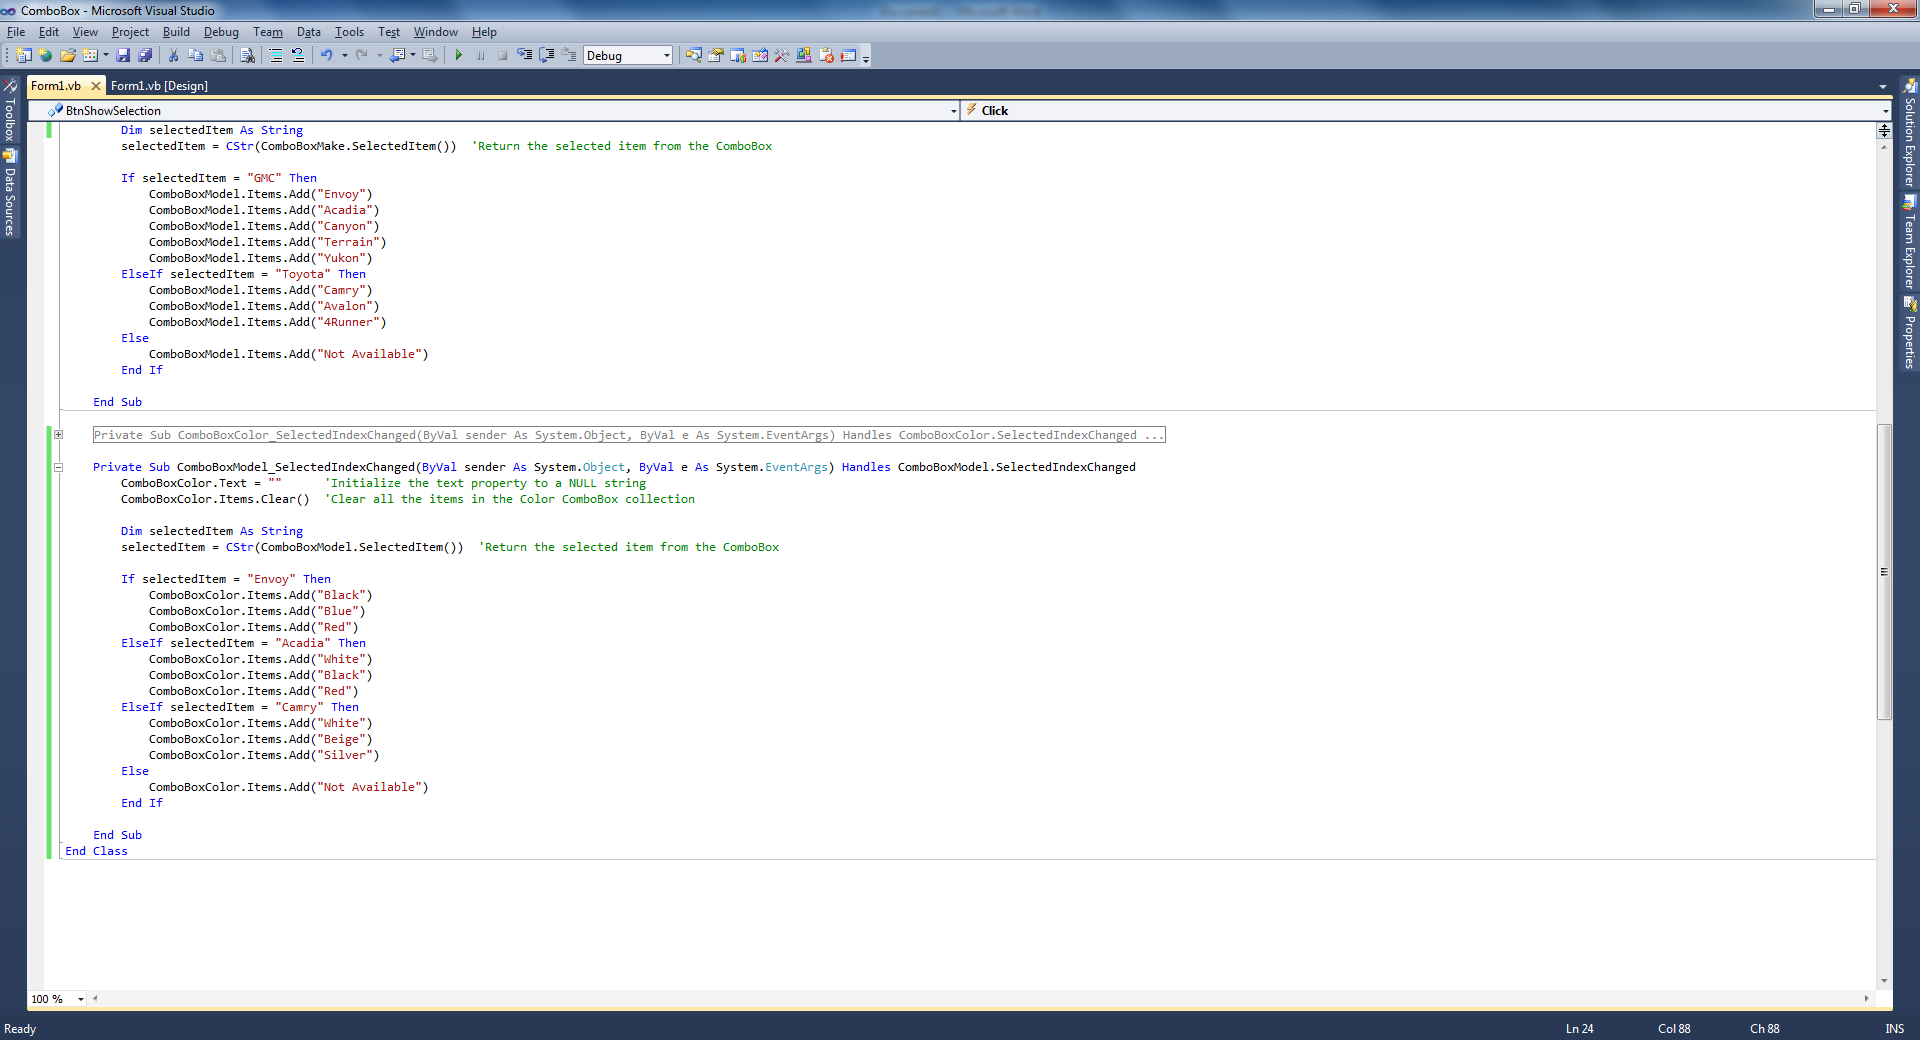 ComboBox - Microsoft Visual Studio
File Edit View Project Build Debug Team Data Tools Test Window Help
Debug
Form1.vb Form1.vb [Design]
BtnShowSelection Click
Toolbox
Data Sources
Solution Explorer
Team Explorer
Properties
Dim selectedItem As String
selectedItem = CStr(ComboBoxMake.SelectedItem()) 'Return the selected item from the ComboBox
If selectedItem = "GMC" Then
ComboBoxModel.Items.Add("Envoy")
ComboBoxModel.Items.Add("Acadia")
ComboBoxModel.Items.Add("Canyon")
ComboBoxModel.Items.Add("Terrain")
ComboBoxModel.Items.Add("Yukon")
ElseIf selectedItem = "Toyota" Then
ComboBoxModel.Items.Add("Camry")
ComboBoxModel.Items.Add("Avalon")
ComboBoxModel.Items.Add("4Runner")
Else
ComboBoxModel.Items.Add("Not Available")
End If
End Sub
Private Sub ComboBoxColor_SelectedIndexChanged(ByVal sender As System.Object, ByVal e As System.EventArgs) Handles ComboBoxColor.SelectedIndexChanged ...
Private Sub ComboBoxModel_SelectedIndexChanged(ByVal sender As System.Object, ByVal e As System.EventArgs) Handles ComboBoxModel.SelectedIndexChanged
ComboBoxColor.Text = "" 'Initialize the text property to a NULL string
ComboBoxColor.Items.Clear() 'Clear all the items in the Color ComboBox collection
Dim selectedItem As String
selectedItem = CStr(ComboBoxModel.SelectedItem()) 'Return the selected item from the ComboBox
If selectedItem = "Envoy" Then
ComboBoxColor.Items.Add("Black")
ComboBoxColor.Items.Add("Blue")
ComboBoxColor.Items.Add("Red")
ElseIf selectedItem = "Acadia" Then
ComboBoxColor.Items.Add("White")
ComboBoxColor.Items.Add("Black")
ComboBoxColor.Items.Add("Red")
ElseIf selectedItem = "Camry" Then
ComboBoxColor.Items.Add("White")
ComboBoxColor.Items.Add("Beige")
ComboBoxColor.Items.Add("Silver")
Else
ComboBoxColor.Items.Add("Not Available")
End If
End Sub
End Class
100 %
Ready Ln 24 Col 88 Ch 88 INS